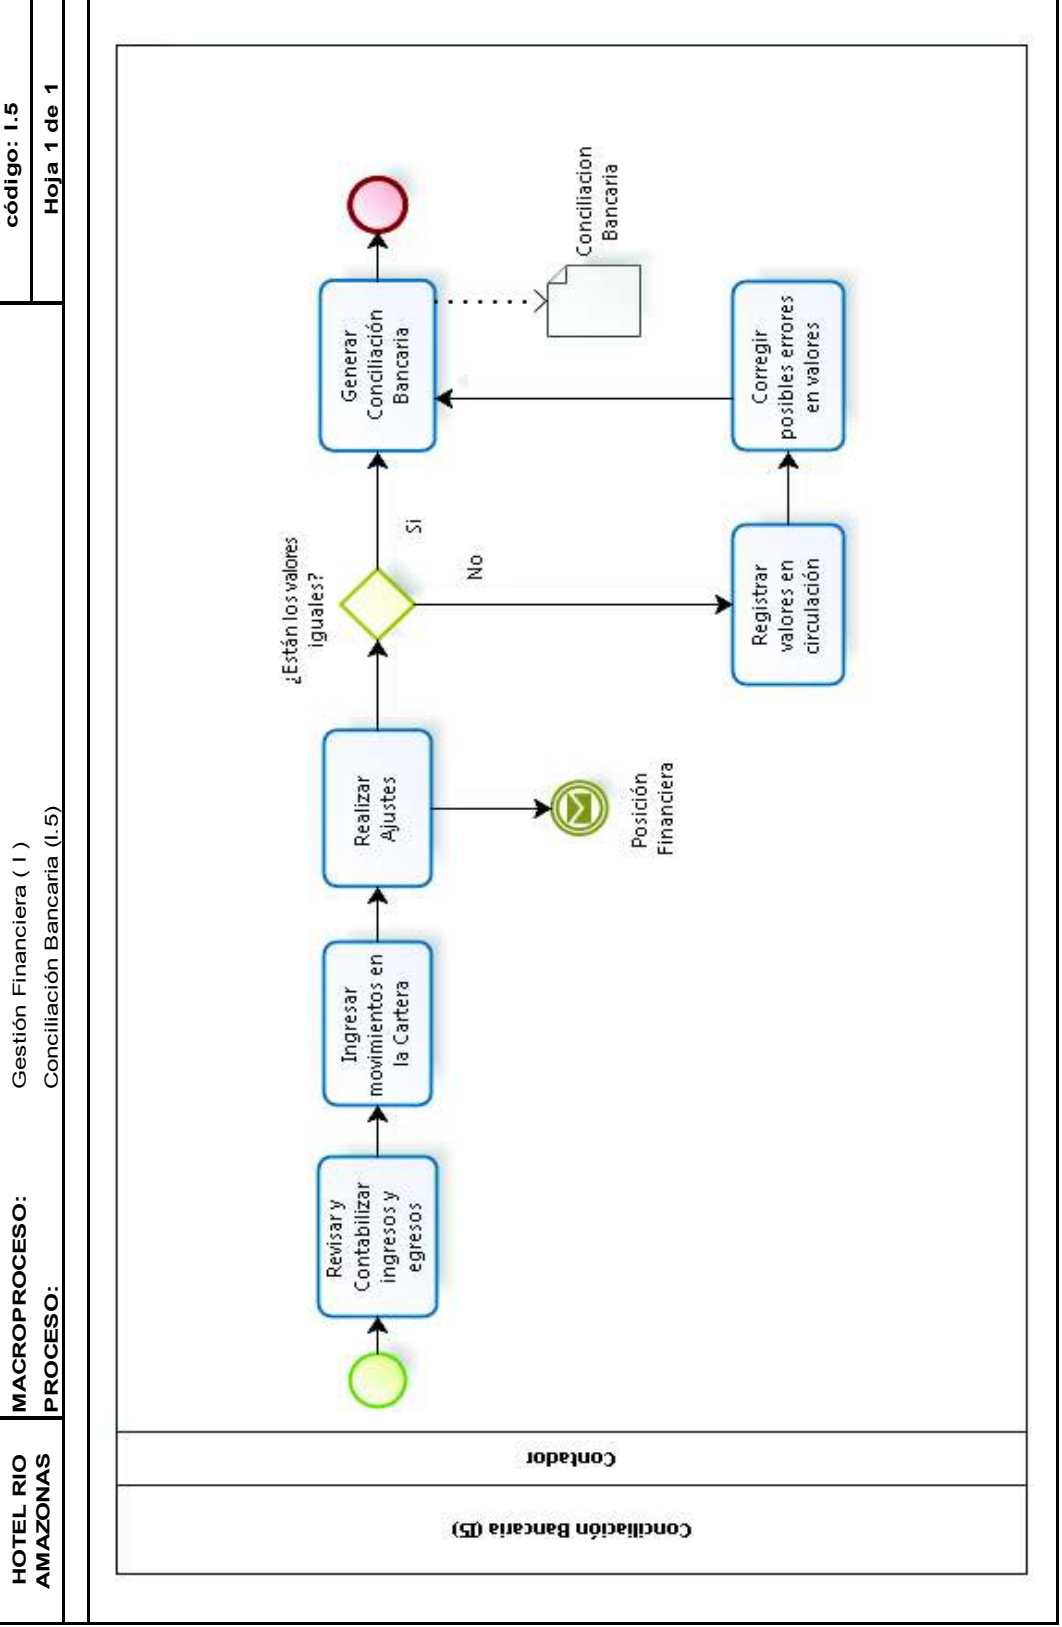 HOTEL RIO
AMAZONAS
MACROPROCESO:
Gestión Financiera ( I )
PROCESO:
Conciliación Bancaria (I.5)
código: I.5
Hoja 1 de 1
Conciliación Bancaria (I5)
Contador
Revisar y
Contabilizar
ingresos y
egresos
Ingresar
movimientos en
la Cartera
Realizar
Ajustes
Posición
Financiera
¿Están los valores
iguales?
Si
No
Registrar
valores en
circulación
Corregir
posibles errores
en valores
Generar
Conciliación
Bancaria
Conciliacion
Bancaria